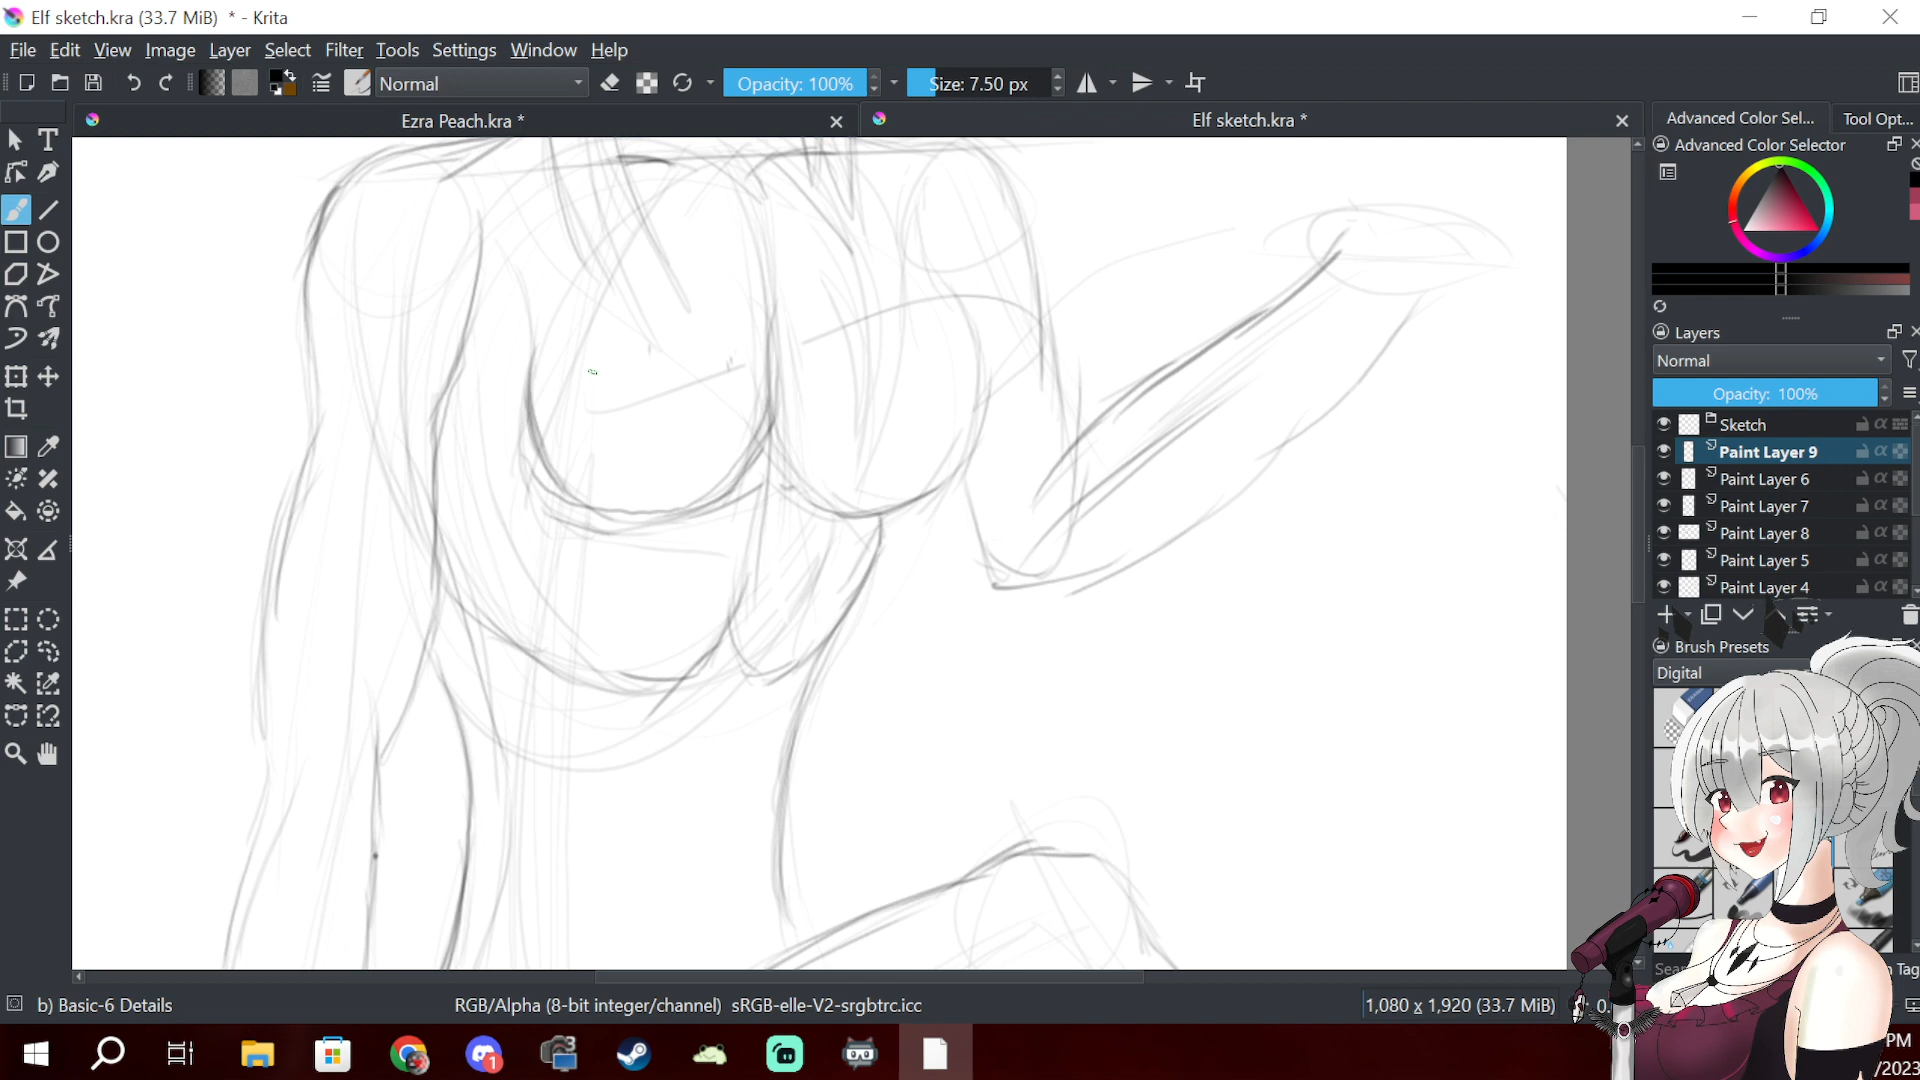 Elf sketch.kra (33.7 MiB) * - Krita
File Edit View Image Layer Select Filter Tools Settings Window Help
Normal Opacity: 100% Size: 7.50 px
Ezra Peach.kra * Elf sketch.kra *
Advanced Color Sel... Tool Opt...
Advanced Color Selector
Layers
Normal
Opacity: 100%
Sketch
Paint Layer 9
Paint Layer 6
Paint Layer 7
Paint Layer 8
Paint Layer 5
Paint Layer 4
Brush Presets
Digital
Tag
b) Basic-6 Details RGB/Alpha (8-bit integer/channel) sRGB-elle-V2-srgbtrc.icc 1,080 x 1,920 (33.7 MiB)
3
1
PM
/2023